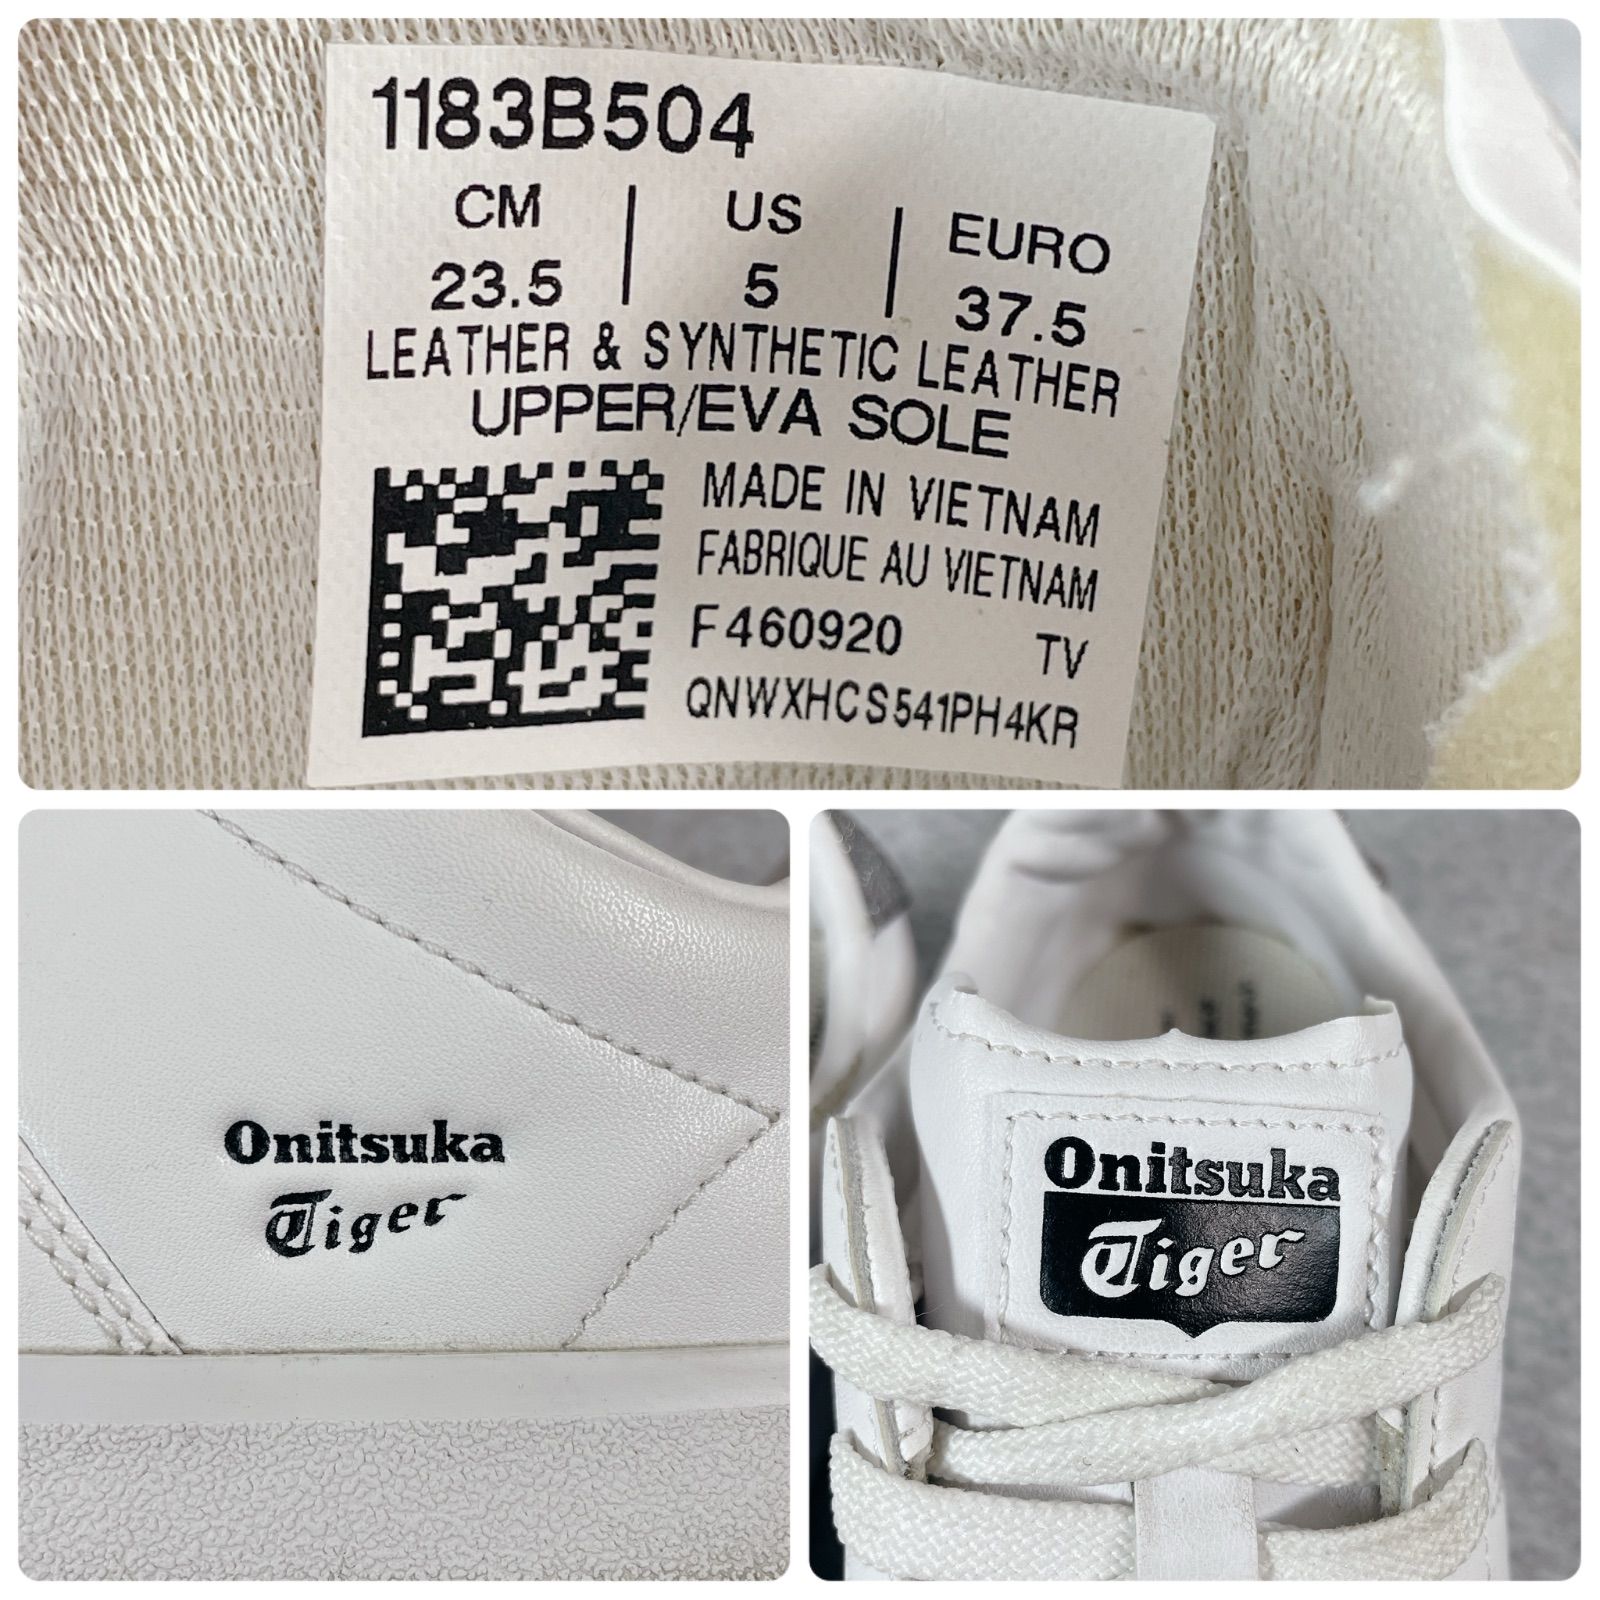 1183B504
CM | US | EURO
23.5 | 5 | 37.5
LEATHER & SYNTHETIC LEATHER
UPPER/EVA SOLE
MADE IN VIETNAM
FABRIQUE AU VIETNAM
F460920 TV
QNWXHCS541PH4KR
Onitsuka
Tiger
Onitsuka
Tiger